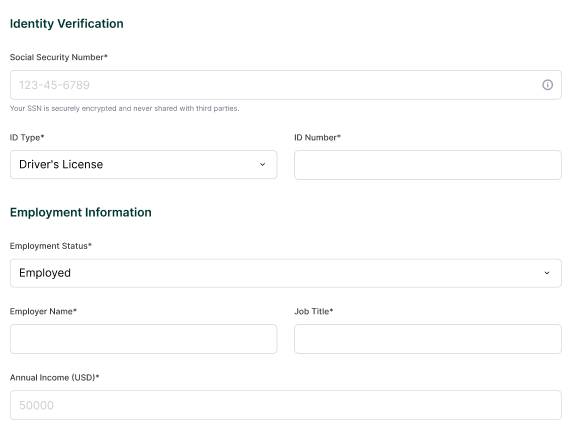 Identity Verification
Social Security Number*
123-45-6789
Your SSN is securely encrypted and never shared with third parties.
ID Type*
ID Number*
Driver's License
Employment Information
Employment Status*
Employed
Employer Name*
Job Title*
Annual Income (USD)*
50000